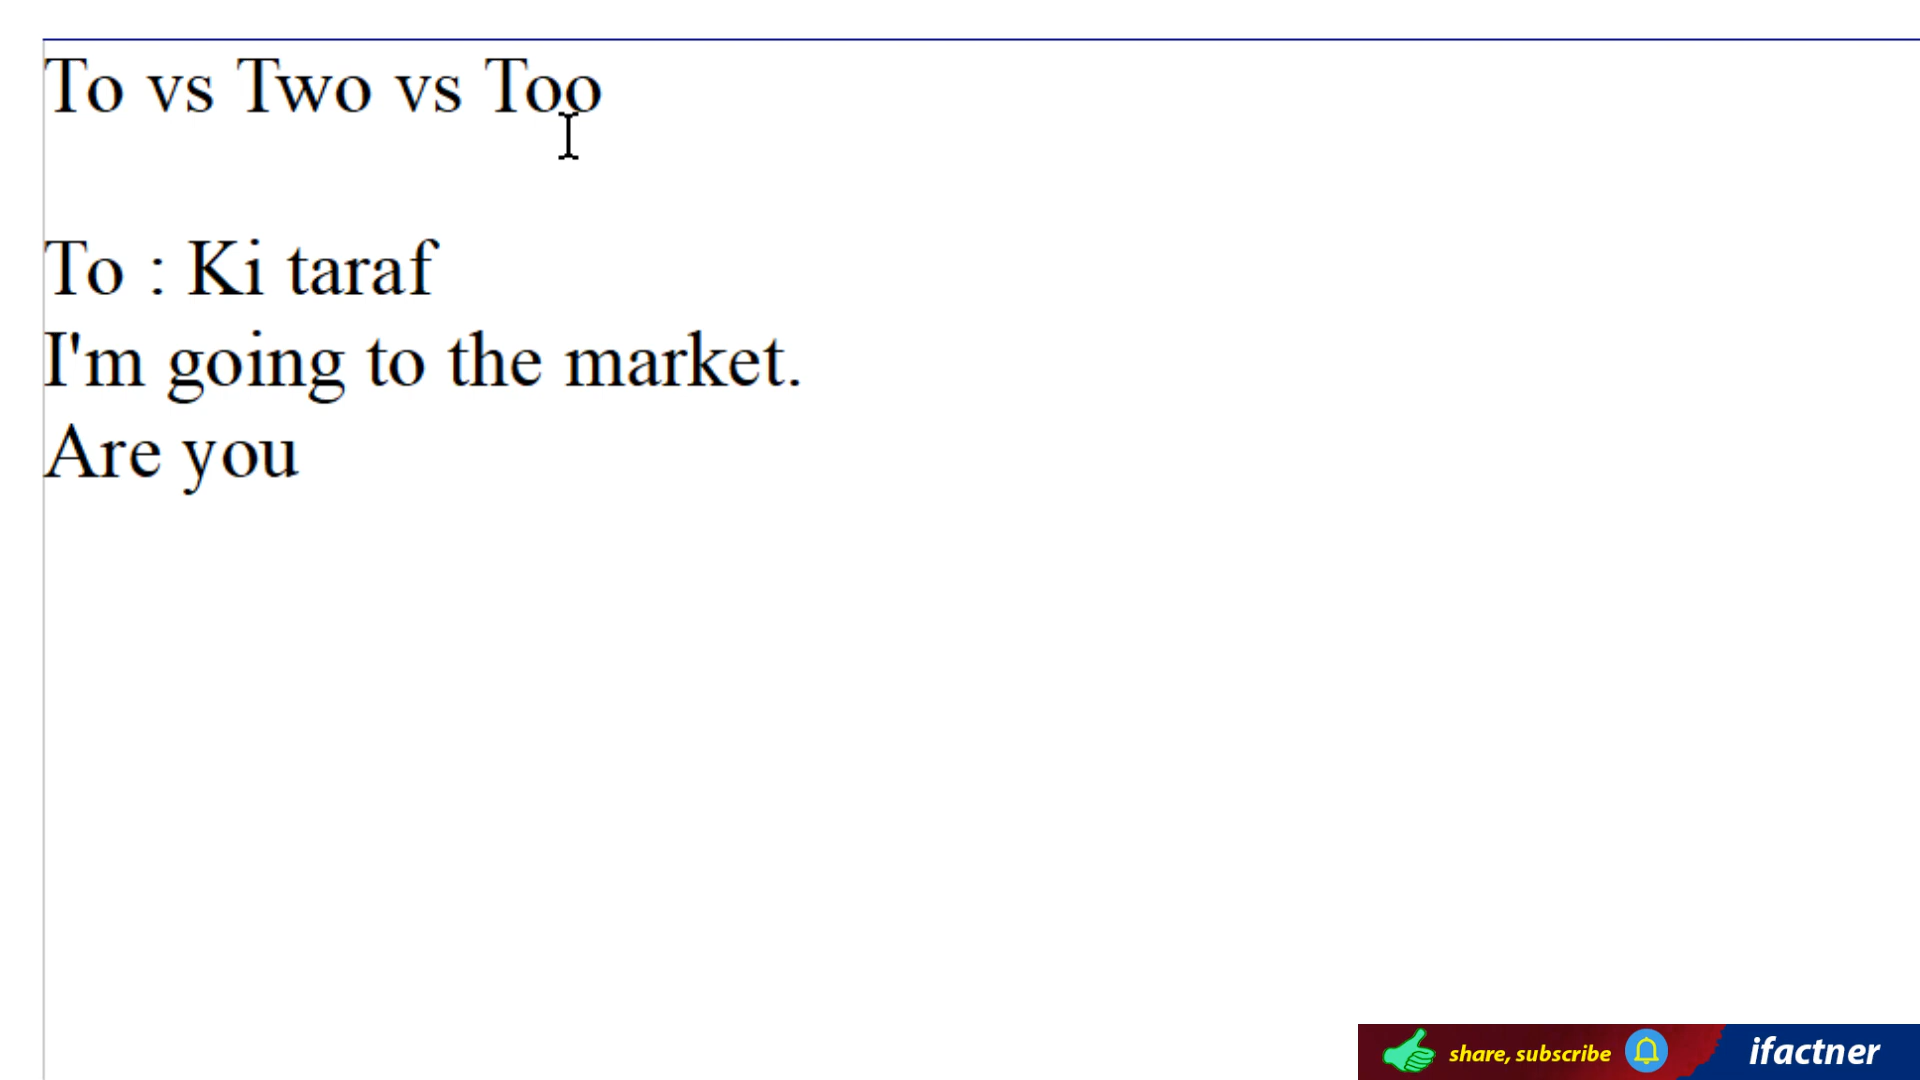 To vs Two vs Too
To : Ki taraf
I'm going to the market.
Are you
share, subscribe
ifactner